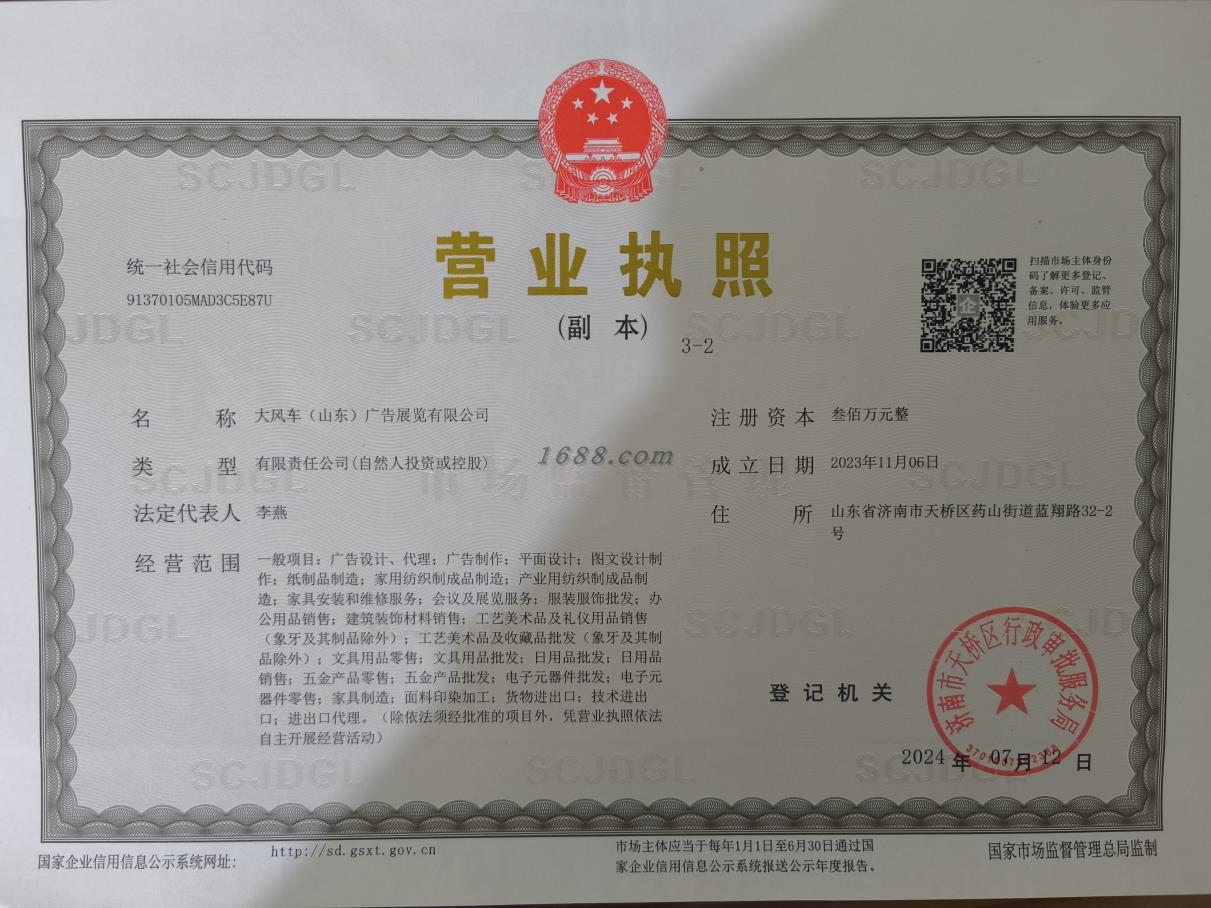 营业执照
(副 本)
3-2
统一社会信用代码
91370105MAD3C5E87U
扫描市场主体身份
码了解更多登记、
备案、许可、监管
信息,体验更多应
用服务。
企
名 称 大风车(山东)广告展览有限公司
类 型 有限责任公司(自然人投资或控股)
法定代表人 李燕
经营范围 一般项目:广告设计、代理;广告制作;平面设计;图文设计制
作;纸制品制造;家用纺织制成品制造;产业用纺织制成品制
造;家具安装和维修服务;会议及展览服务;服装服饰批发;办
公用品销售;建筑装饰材料销售;工艺美术品及礼仪用品销售
(象牙及其制品除外);工艺美术品及收藏品批发(象牙及其制
品除外);文具用品零售;文具用品批发;日用品批发;日用品
销售;五金产品零售;五金产品批发;电子元器件批发;电子元
器件零售;家具制造;面料印染加工;货物进出口;技术进出
口;进出口代理。(除依法须经批准的项目外,凭营业执照依法
自主开展经营活动)
注册资本 叁佰万元整
成立日期 2023年11月06日
住 所 山东省济南市天桥区药山街道蓝翔路32-2
号
1688.com
市场监督管理
SCJDGL
SCJDGL
JDGL
SCJDGL
SCJDGL
SCJD
SCJDGL
SCJDGL
JDGL
SCJDGL
SCJDGL
SCJDGL
SCJDGL
登记机关
济南市天桥区行政审批服务局
2024年07月12日
国家企业信用信息公示系统网址:
http://sd.gsxt.gov.cn
市场主体应当于每年1月1日至6月30日通过国
家企业信用信息公示系统报送公示年度报告。
国家市场监督管理总局监制